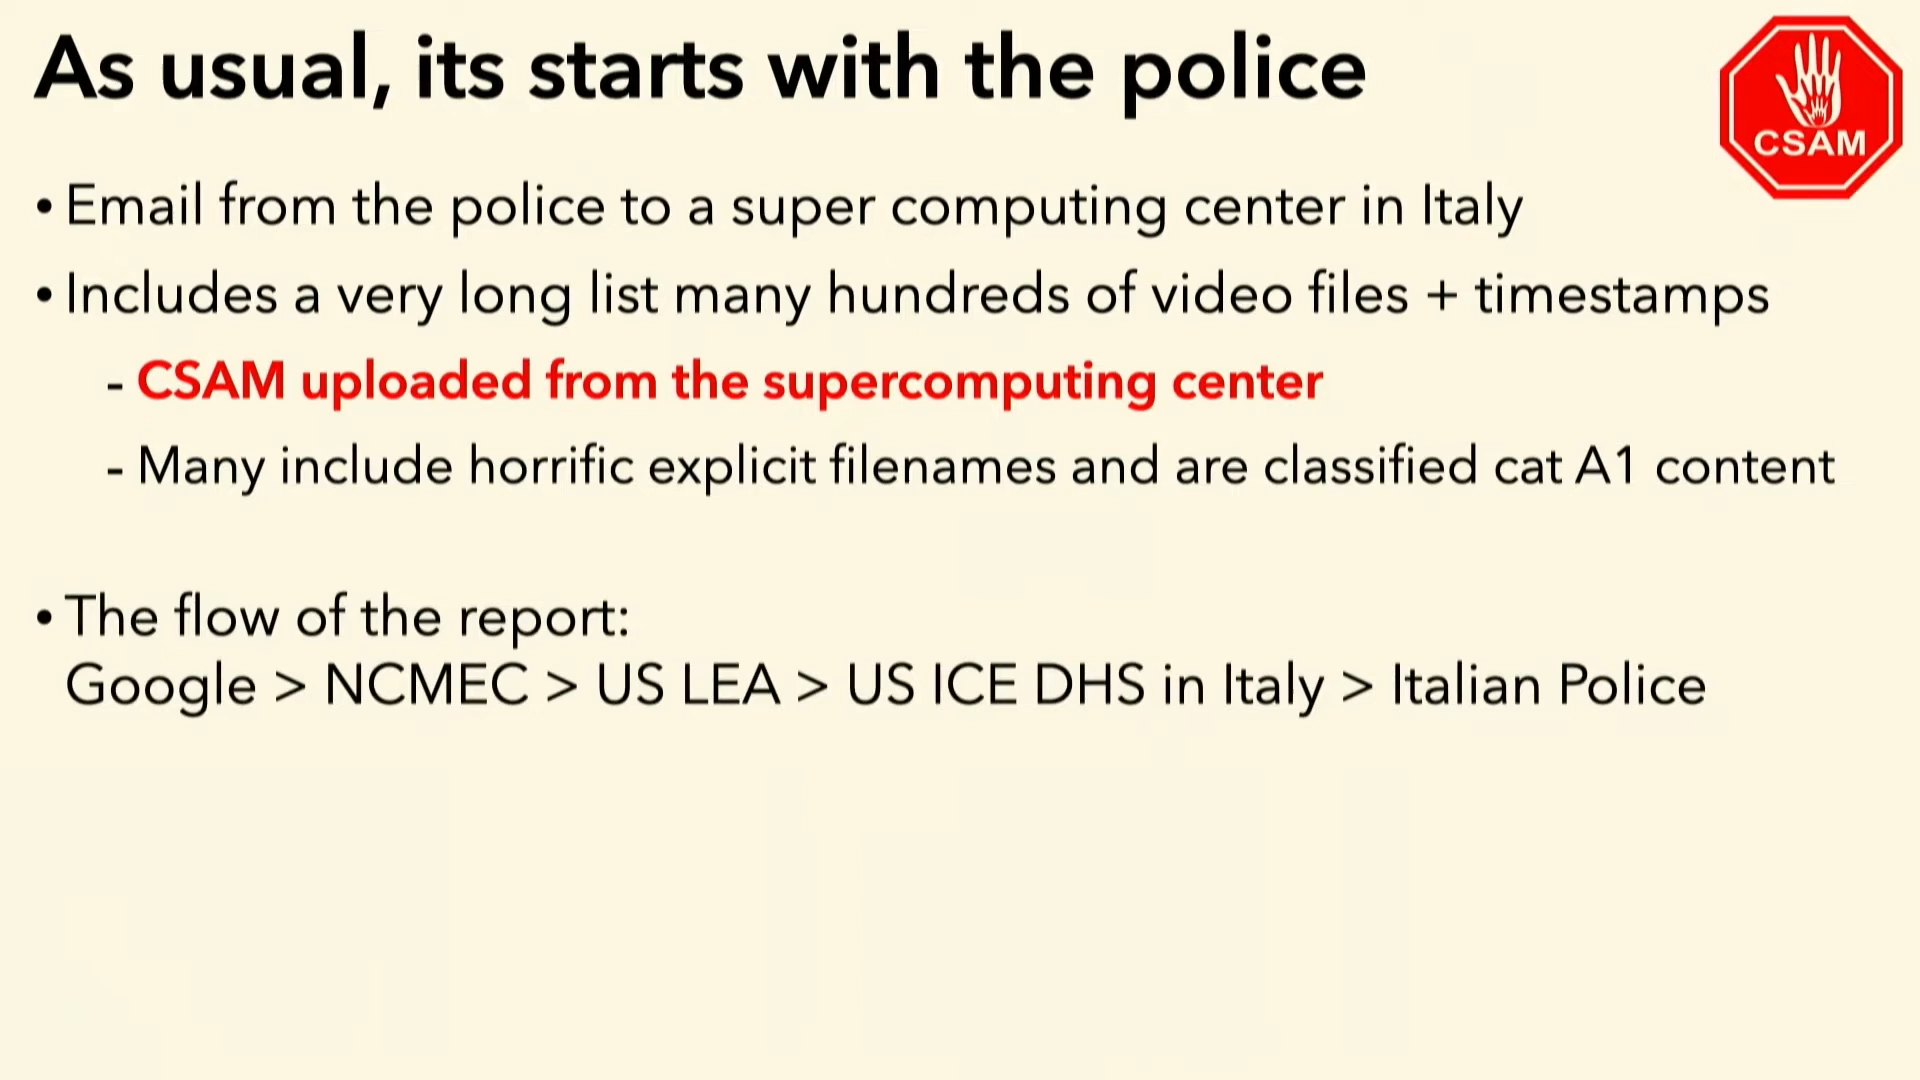 As usual, its starts with the police
CSAM
• Email from the police to a super computing center in Italy
• Includes a very long list many hundreds of video files + timestamps
- CSAM uploaded from the supercomputing center
- Many include horrific explicit filenames and are classified cat A1 content
• The flow of the report:
Google > NCMEC > US LEA > US ICE DHS in Italy > Italian Police